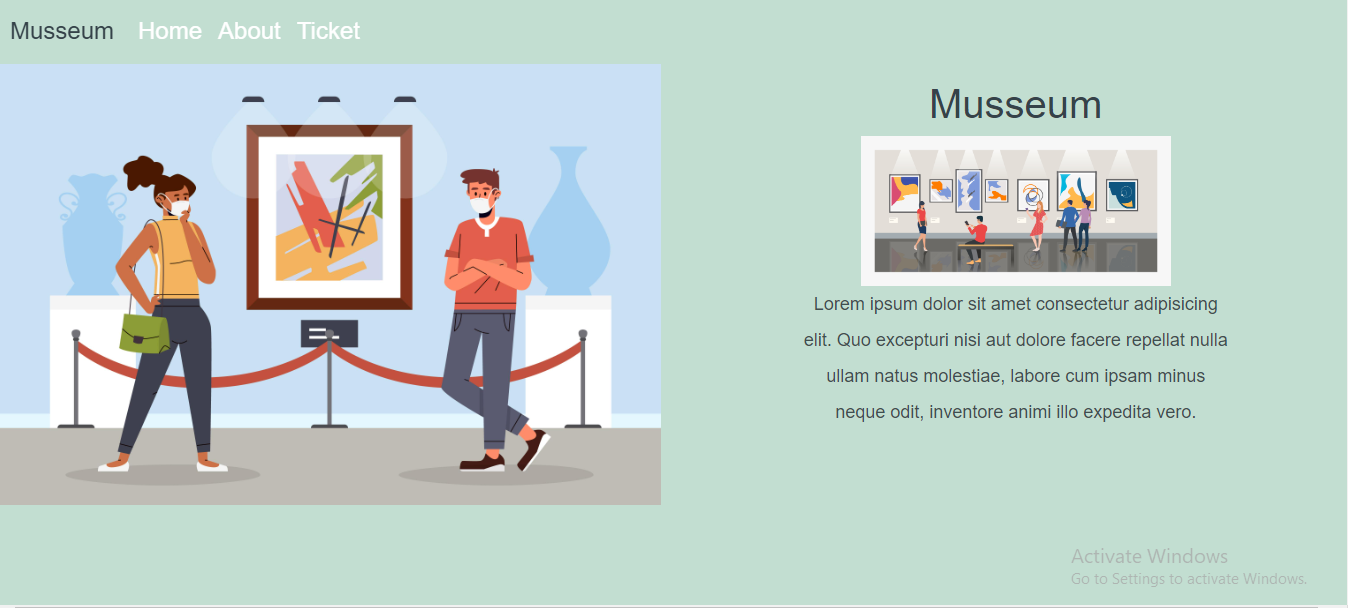 Musseum Home About Ticket
Musseum
Lorem ipsum dolor sit amet consectetur adipisicing
elit. Quo excepturi nisi aut dolore facere repellat nulla
ullam natus molestiae, labore cum ipsam minus
neque odit, inventore animi illo expedita vero.
Activate Windows
Go to Settings to activate Windows.